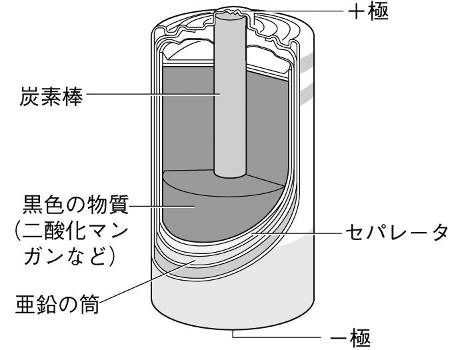 +極
炭素棒
黒色の物質
(二酸化マン
ガンなど)
セパレータ
亜鉛の筒
−極